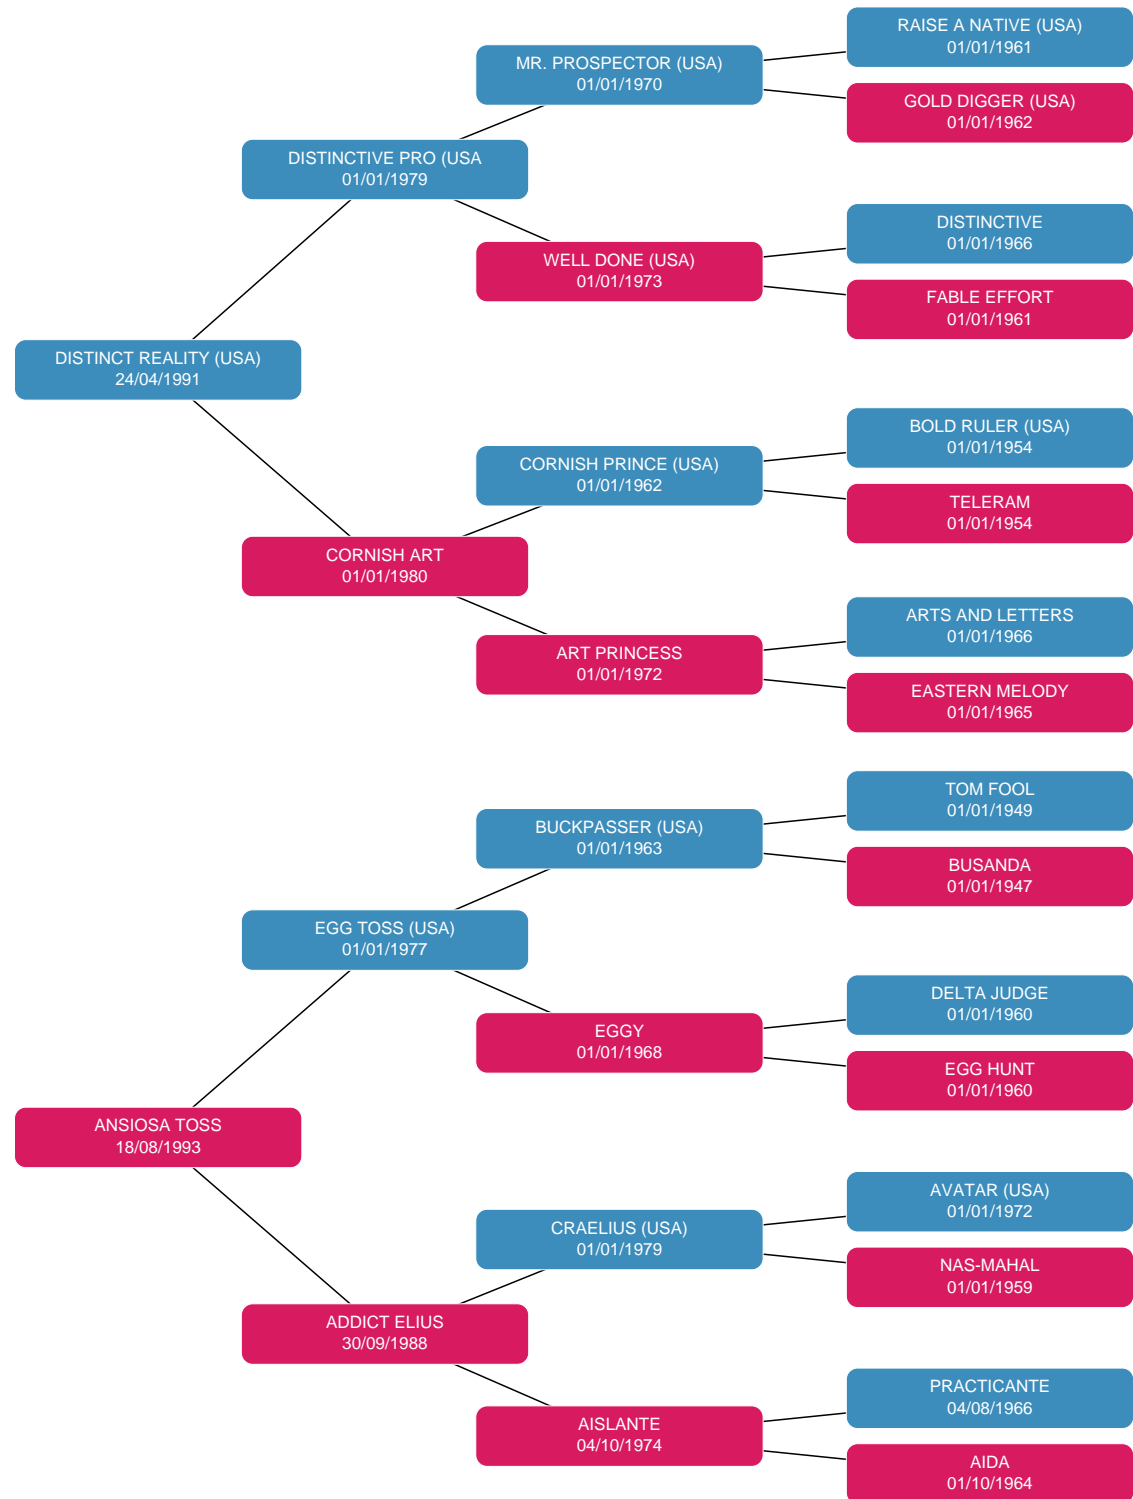 RAISE A NATIVE (USA)
01/01/1961
MR. PROSPECTOR (USA)
01/01/1970
GOLD DIGGER (USA)
01/01/1962
DISTINCTIVE PRO (USA
01/01/1979
DISTINCTIVE
01/01/1966
WELL DONE (USA)
01/01/1973
FABLE EFFORT
01/01/1961
DISTINCT REALITY (USA)
24/04/1991
BOLD RULER (USA)
01/01/1954
CORNISH PRINCE (USA)
01/01/1962
TELERAM
01/01/1954
CORNISH ART
01/01/1980
ARTS AND LETTERS
01/01/1966
ART PRINCESS
01/01/1972
EASTERN MELODY
01/01/1965
TOM FOOL
01/01/1949
BUCKPASSER (USA)
01/01/1963
BUSANDA
01/01/1947
EGG TOSS (USA)
01/01/1977
DELTA JUDGE
01/01/1960
EGGY
01/01/1968
EGG HUNT
01/01/1960
ANSIOSA TOSS
18/08/1993
AVATAR (USA)
01/01/1972
CRAELIUS (USA)
01/01/1979
NAS-MAHAL
01/01/1959
ADDICT ELIUS
30/09/1988
PRACTICANTE
04/08/1966
AISLANTE
04/10/1974
AIDA
01/10/1964